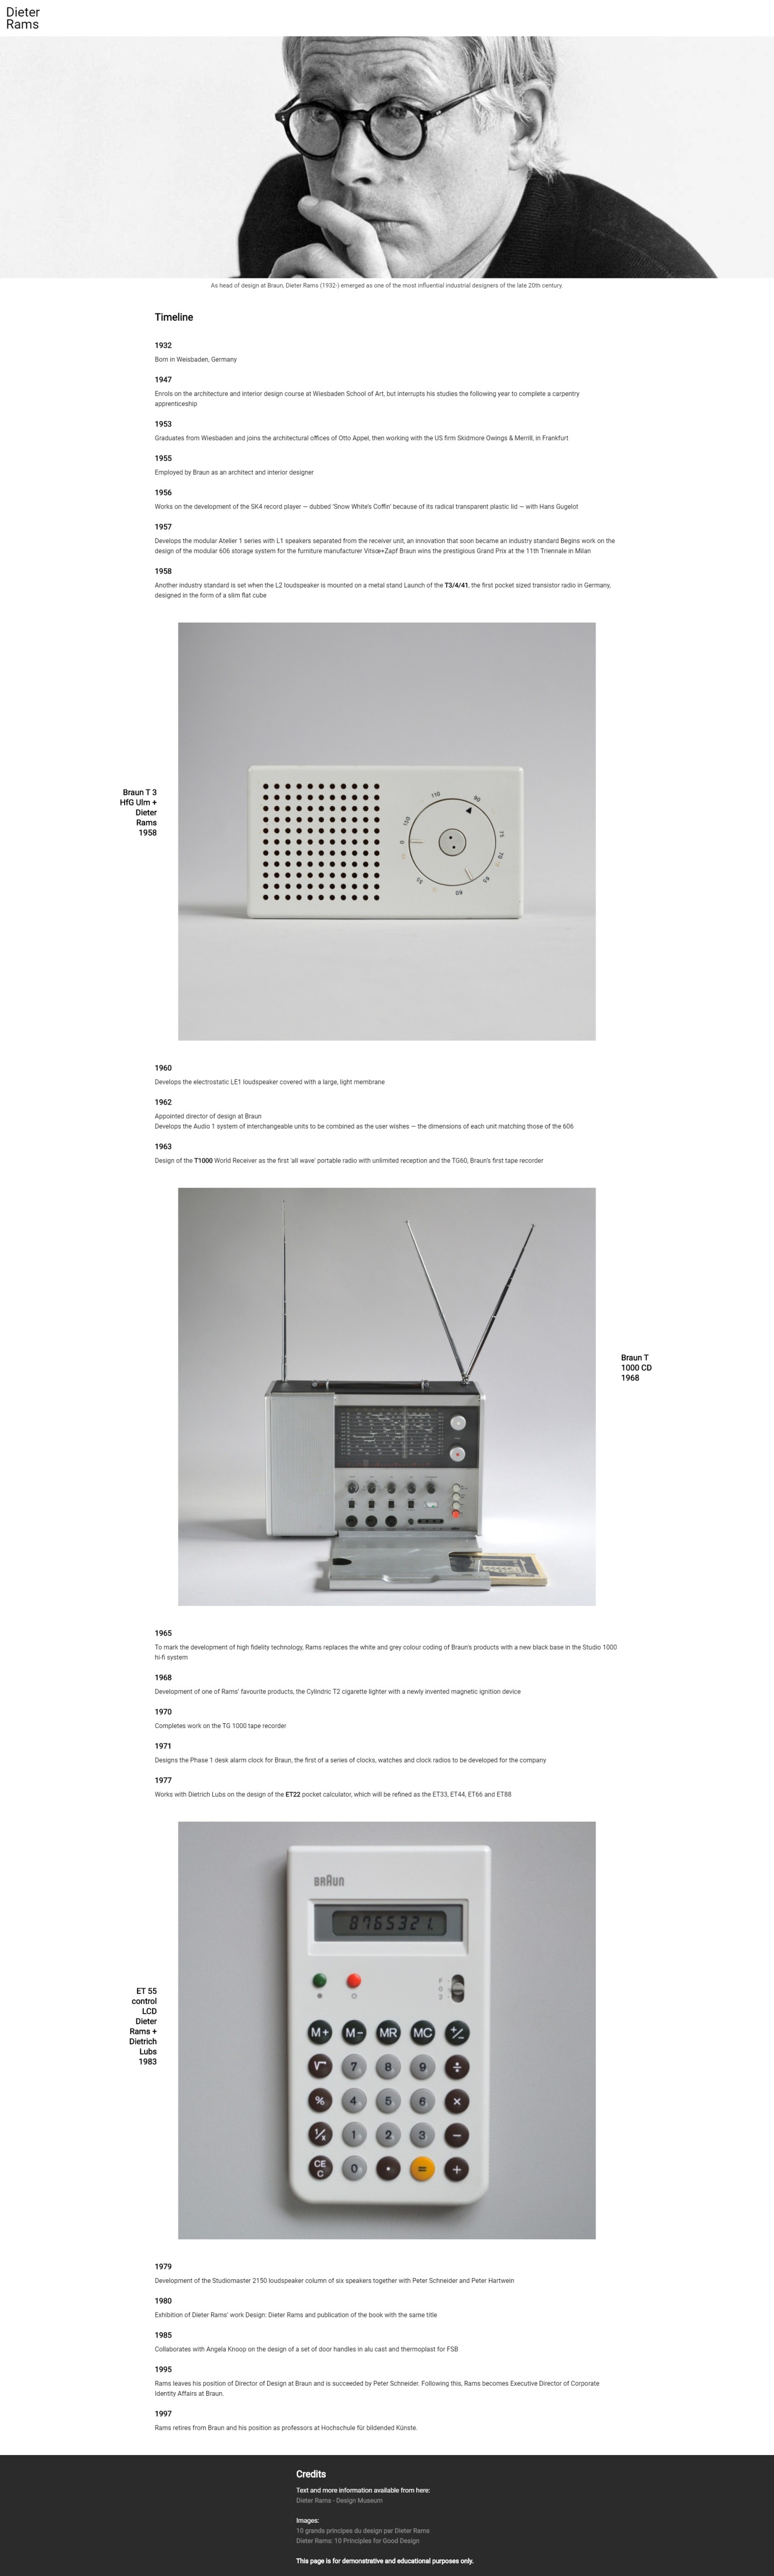 Dieter
Rams
As head of design at Braun, Dieter Rams (1932-) emerged as one of the most influential industrial designers of the late 20th century.
Timeline
1932
Born in Weisbaden, Germany
1947
Enrols on the architecture and interior design course at Wiesbaden School of Art, but interrupts his studies the following year to complete a carpentry
apprenticeship
1953
Graduates from Wiesbaden and joins the architectural offices of Otto Appel, then working with the US firm Skidmore Owings & Merrill, in Frankfurt
1955
Employed by Braun as an architect and interior designer
1956
Works on the development of the SK4 record player — dubbed 'Snow White's Coffin' because of its radical transparent plastic lid — with Hans Gugelot
1957
Develops the modular Atelier 1 series with L1 speakers separated from the receiver unit, an innovation that soon became an industry standard Begins work on the
design of the modular 606 storage system for the furniture manufacturer Vitsœ+Zapf Braun wins the prestigious Grand Prix at the 11th Triennale in Milan
1958
Another industry standard is set when the L2 loudspeaker is mounted on a metal stand Launch of the T3/4/41, the first pocket sized transistor radio in Germany,
designed in the form of a slim flat cube
Braun T 3
HfG Ulm +
Dieter
Rams
1958
110
90
150
75
0
70
65
55
60
1960
Develops the electrostatic LE1 loudspeaker covered with a large, light membrane
1962
Appointed director of design at Braun
Develops the Audio 1 system of interchangeable units to be combined as the user wishes — the dimensions of each unit matching those of the 606
1963
Design of the T1000 World Receiver as the first 'all wave' portable radio with unlimited reception and the TG60, Braun's first tape recorder
Braun T
1000 CD
1968
1965
To mark the development of high fidelity technology, Rams replaces the white and grey colour coding of Braun's products with a new black base in the Studio 1000
hi-fi system
1968
Development of one of Rams' favourite products, the Cylindric T2 cigarette lighter with a newly invented magnetic ignition device
1970
Completes work on the TG 1000 tape recorder
1971
Designs the Phase 1 desk alarm clock for Braun, the first of a series of clocks, watches and clock radios to be developed for the company
1977
Works with Dietrich Lubs on the design of the ET22 pocket calculator, which will be refined as the ET33, ET44, ET66 and ET88
ET 55
control
LCD
Dieter
Rams +
Dietrich
Lubs
1983
BRAUN
8765321.
M+ M- MR MC +/-
√ 7 8 9 ÷
% 4 5 6 ×
1/x 1 2 3 −
CE C 0 • = +
1979
Development of the Studiomaster 2150 loudspeaker column of six speakers together with Peter Schneider and Peter Hartwein
1980
Exhibition of Dieter Rams' work Design: Dieter Rams and publication of the book with the same title
1985
Collaborates with Angela Knoop on the design of a set of door handles in alu cast and thermoplast for FSB
1995
Rams leaves his position of Director of Design at Braun and is succeeded by Peter Schneider. Following this, Rams becomes Executive Director of Corporate
Identity Affairs at Braun.
1997
Rams retires from Braun and his position as professors at Hochschule für bildended Künste.
Credits
Text and more information available from here:
Dieter Rams - Design Museum
Images:
10 grands principes du design par Dieter Rams
Dieter Rams: 10 Principles for Good Design
This page is for demonstrative and educational purposes only.